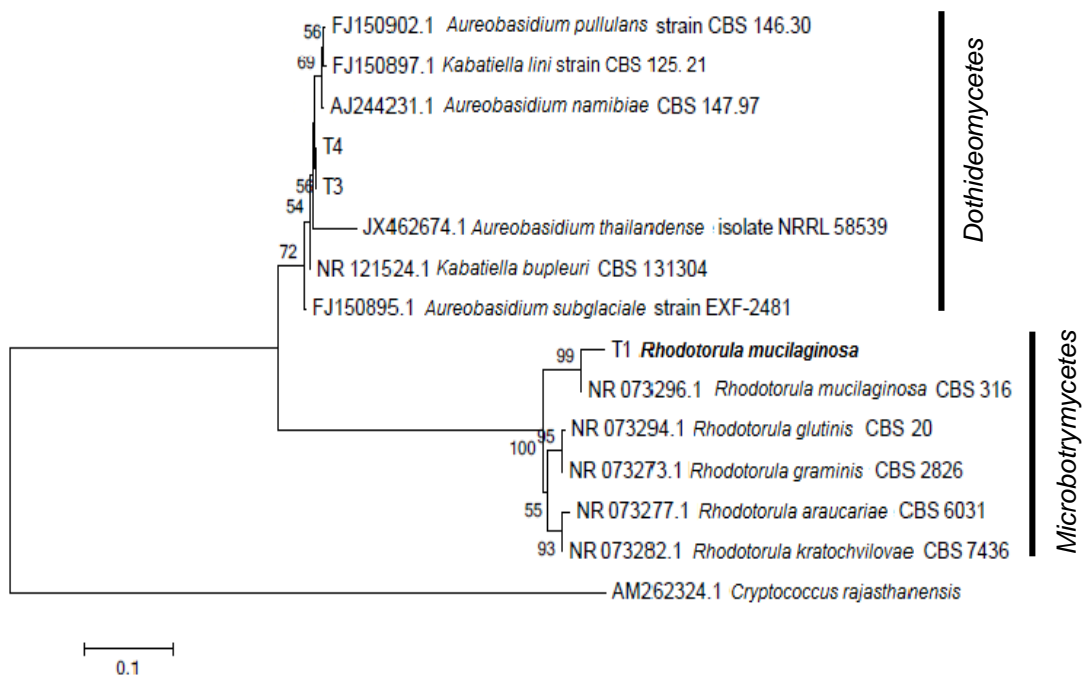 56 FJ150902.1 Aureobasidium pullulans strain CBS 146.30
69 FJ150897.1 Kabatiella lini strain CBS 125. 21
AJ244231.1 Aureobasidium namibiae CBS 147.97
T4
56 T3
54
JX462674.1 Aureobasidium thailandense isolate NRRL 58539
72
NR 121524.1 Kabatiella bupleuri CBS 131304
FJ150895.1 Aureobasidium subglaciale strain EXF-2481
Dothideomycetes
99 T1 Rhodotorula mucilaginosa
NR 073296.1 Rhodotorula mucilaginosa CBS 316
95 NR 073294.1 Rhodotorula glutinis CBS 20
100
NR 073273.1 Rhodotorula graminis CBS 2826
55 NR 073277.1 Rhodotorula araucariae CBS 6031
93 NR 073282.1 Rhodotorula kratochvilovae CBS 7436
Microbotrymycetes
AM262324.1 Cryptococcus rajasthanensis
0.1